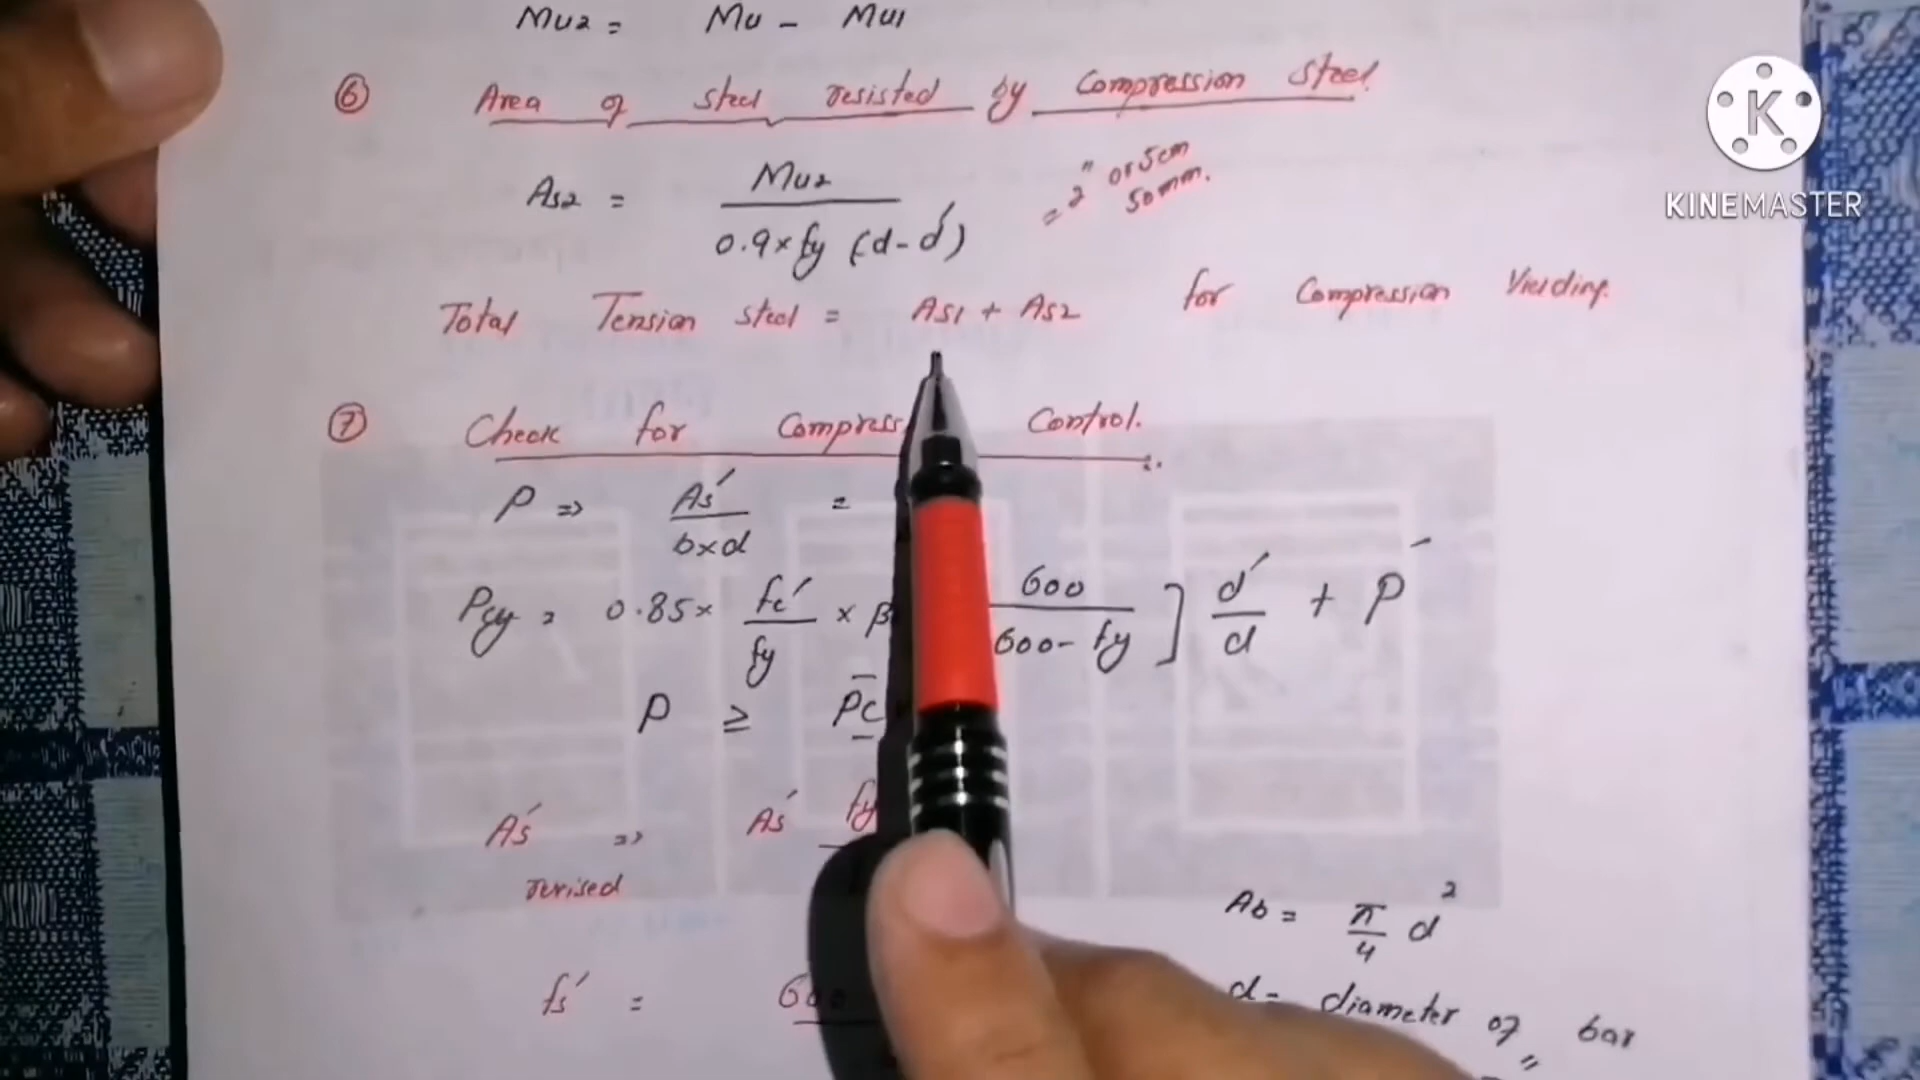 Mu2 = Mu - Mu1
⑥ Area of steel resisted by Compression Steel.
As2 = Mu2 / 0.9 x fy (d - d') = 2" or 5cm 50mm.
Total Tension steel = As1 + As2 for Compression Yielding.
⑦ Check for Compress Control.
ρ => As' / b x d =
ρcy = 0.85 x fc' / fy x β 600 / 600 - fy ] d' / d + ρ'
ρ ≥ ρ̅c
As' => As' fy
revised
Ab = π/4 d²
fs' = 600
d = diameter of bar
K
KINEMASTER